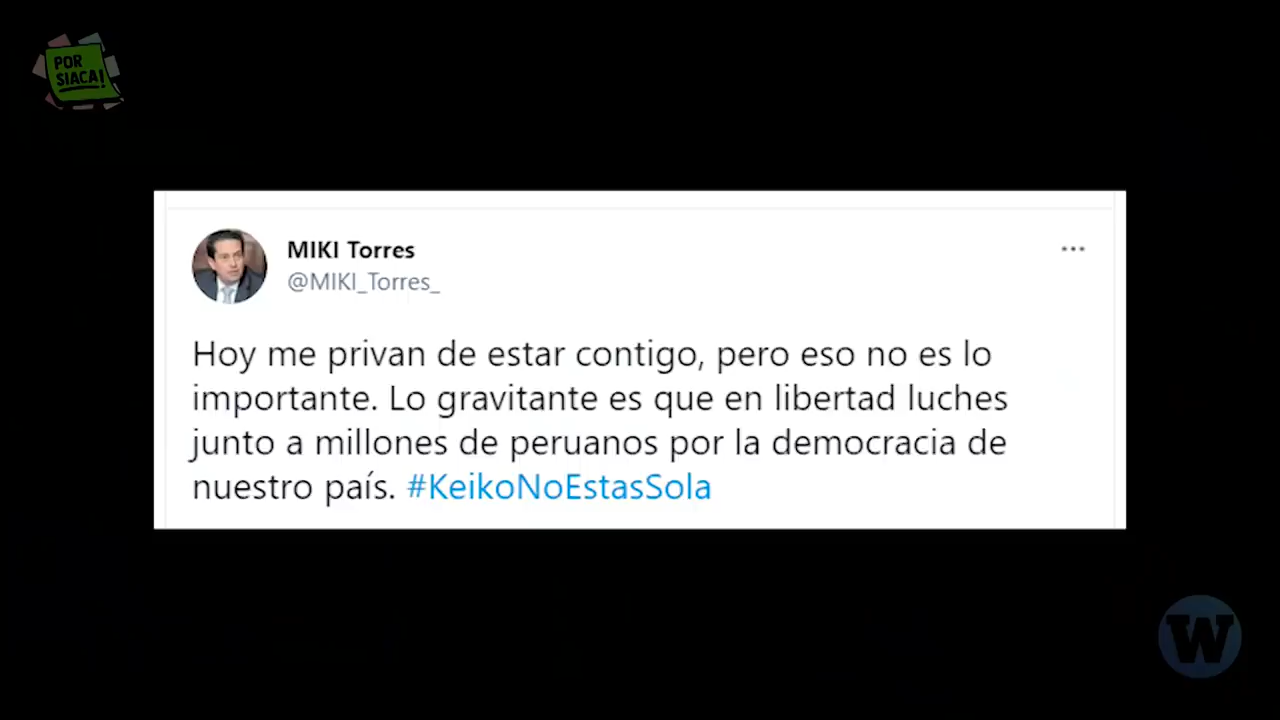 POR
SIACA!
MIKI Torres
@MIKI_Torres_
Hoy me privan de estar contigo, pero eso no es lo
importante. Lo gravitante es que en libertad luches
junto a millones de peruanos por la democracia de
nuestro país. #KeikoNoEstasSola
W